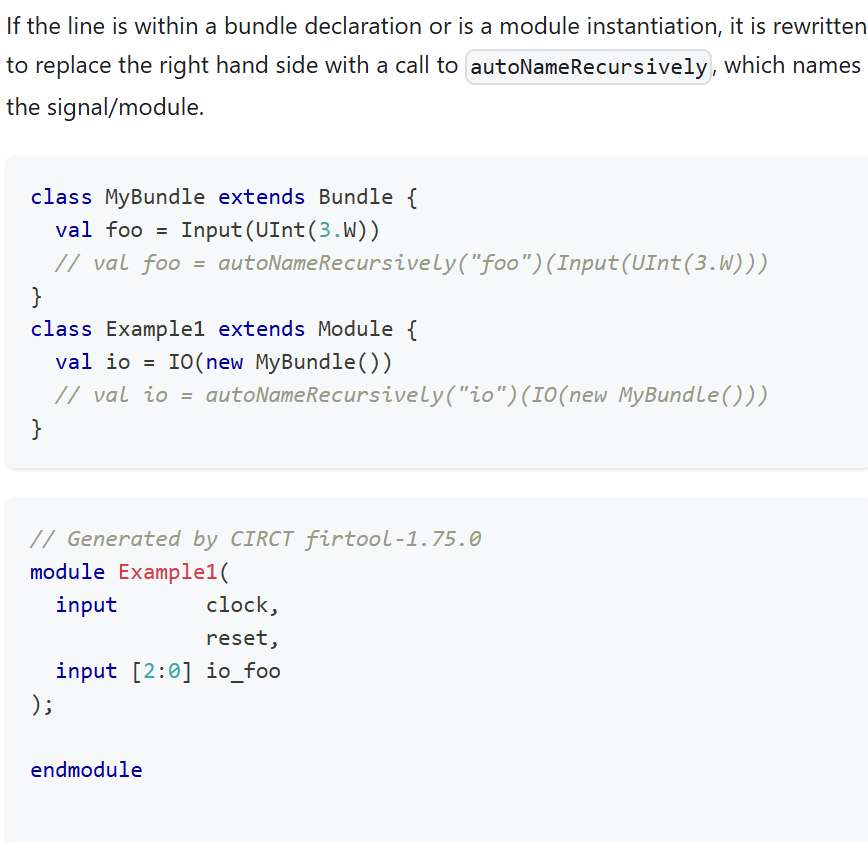 If the line is within a bundle declaration or is a module instantiation, it is rewritten
to replace the right hand side with a call to autoNameRecursively, which names
the signal/module.
class MyBundle extends Bundle {
  val foo = Input(UInt(3.W))
  // val foo = autoNameRecursively("foo")(Input(UInt(3.W)))
}
class Example1 extends Module {
  val io = IO(new MyBundle())
  // val io = autoNameRecursively("io")(IO(new MyBundle()))
}
// Generated by CIRCT firtool-1.75.0
module Example1(
  input       clock,
              reset,
  input [2:0] io_foo
);
endmodule